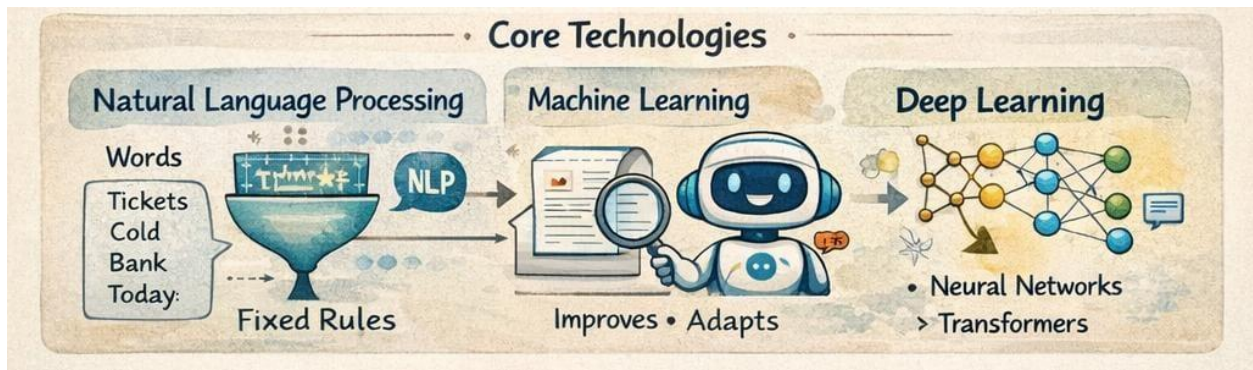 Core Technologies
Natural Language Processing
Words
Tickets
Cold
Bank
Today:
NLP
Fixed Rules
Machine Learning
Improves • Adapts
Deep Learning
• Neural Networks
> Transformers